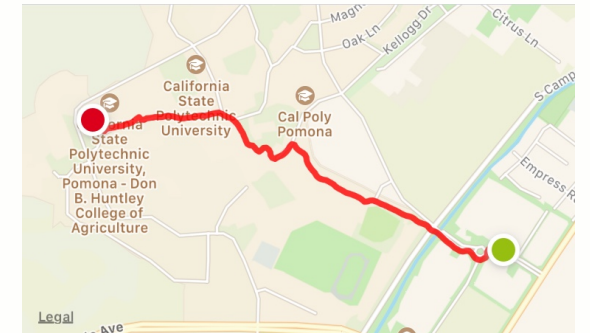 Magn
Oak Ln
Kellogg Dr
Citrus Ln
S Camp
California
State
Polytechnic
University
Cal Poly
Pomona
ornia
State
Polytechnic
University,
Pomona - Don
B. Huntley
College of
Agriculture
Empress R
Legal
Ave